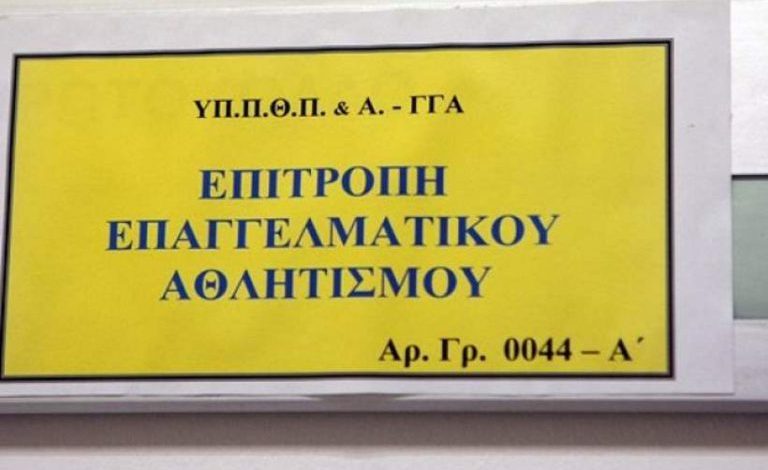 ΥΠ.Π.Θ.Π. & Α. - ΓΓΑ
ΕΠΙΤΡΟΠΗ
ΕΠΑΓΓΕΛΜΑΤΙΚΟΥ
ΑΘΛΗΤΙΣΜΟΥ
Αρ. Γρ. 0044 – Α΄